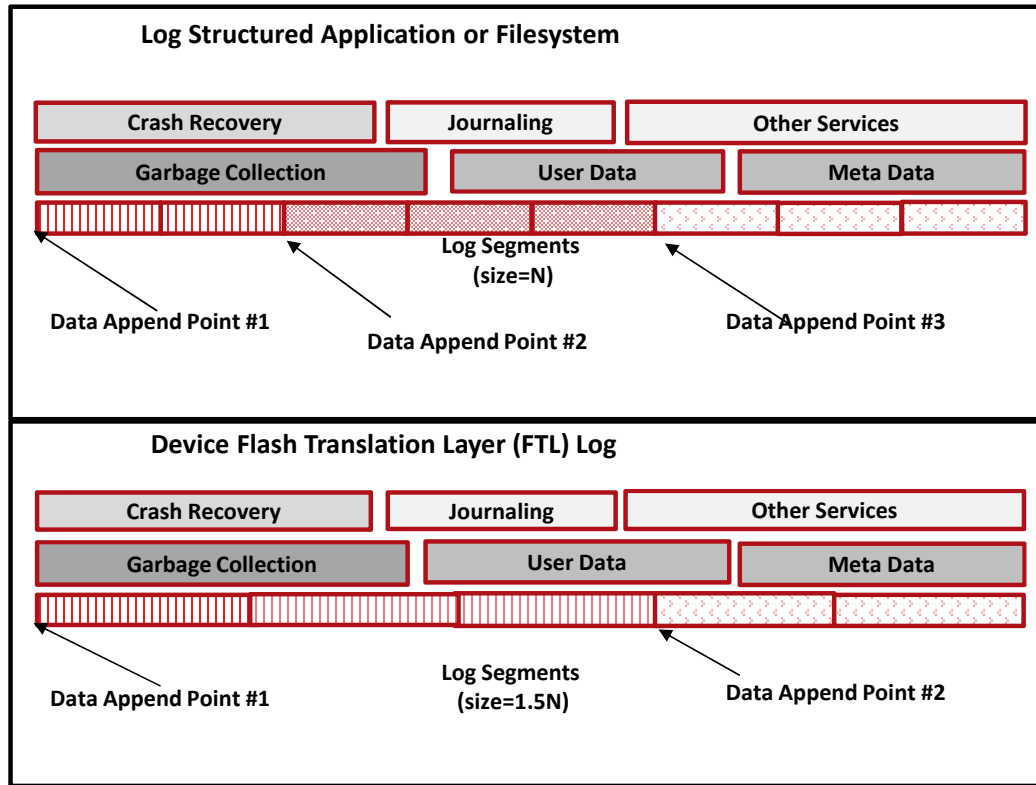 Log Structured Application or Filesystem
Crash Recovery
Journaling
Other Services
Garbage Collection
User Data
Meta Data
Log Segments
(size=N)
Data Append Point #1
Data Append Point #2
Data Append Point #3
Device Flash Translation Layer (FTL) Log
Crash Recovery
Journaling
Other Services
Garbage Collection
User Data
Meta Data
Log Segments
(size=1.5N)
Data Append Point #1
Data Append Point #2